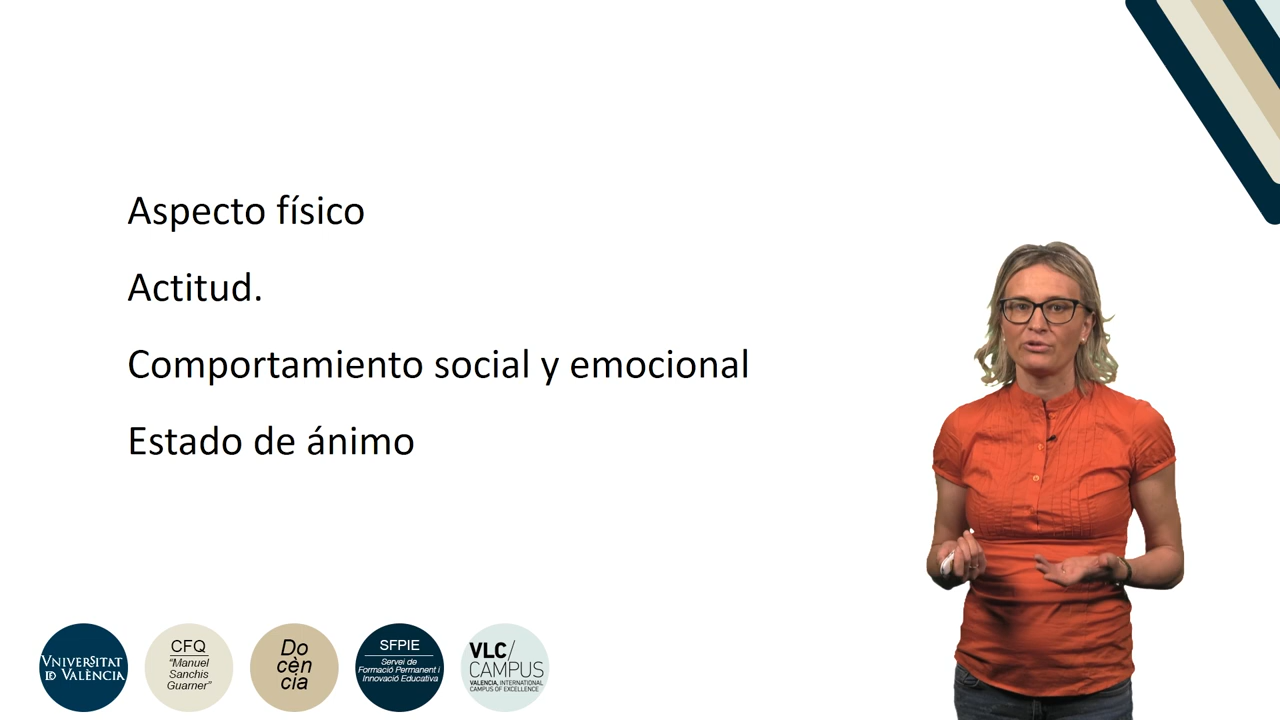 Aspecto físico
Actitud.
Comportamiento social y emocional
Estado de ánimo
VNIVERSITAT
ID VALÈNCIA
CFQ
"Manuel
Sanchis
Guarner"
Do
cèn
cia
SFPIE
Servei de
Formació Permanent i
Innovació Educativa
VLC/
CAMPUS
VALENCIA, INTERNATIONAL
CAMPUS OF EXCELLENCE